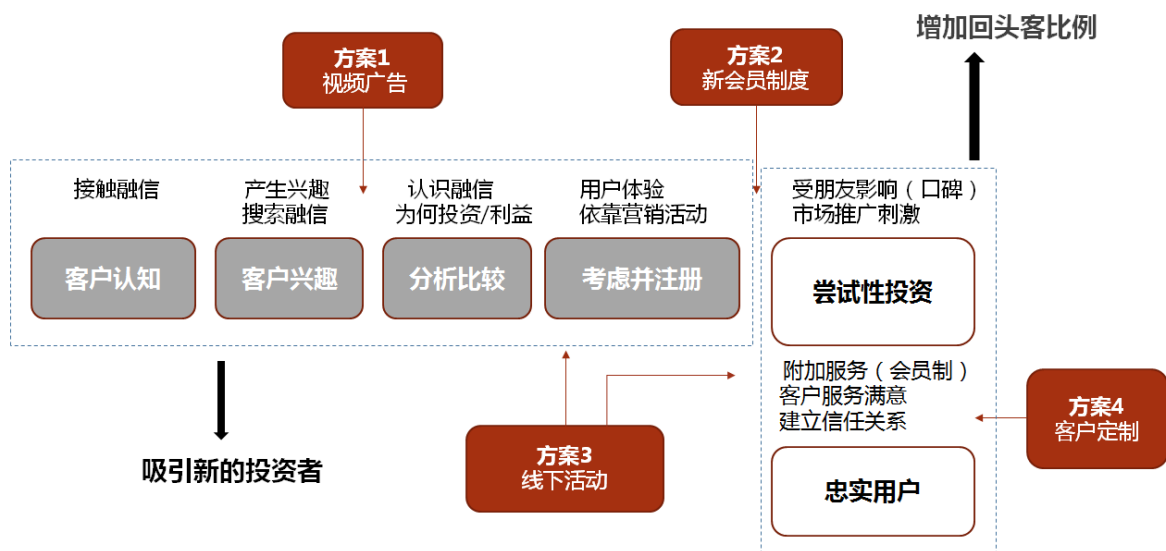 增加回头客比例
方案1
视频广告
方案2
新会员制度
接触融信
产生兴趣
搜索融信
认识融信
为何投资/利益
用户体验
依靠营销活动
受朋友影响（口碑）
市场推广刺激
客户认知
客户兴趣
分析比较
考虑并注册
尝试性投资
附加服务（会员制）
客户服务满意
建立信任关系
方案4
客户定制
方案3
线下活动
吸引新的投资者
忠实用户